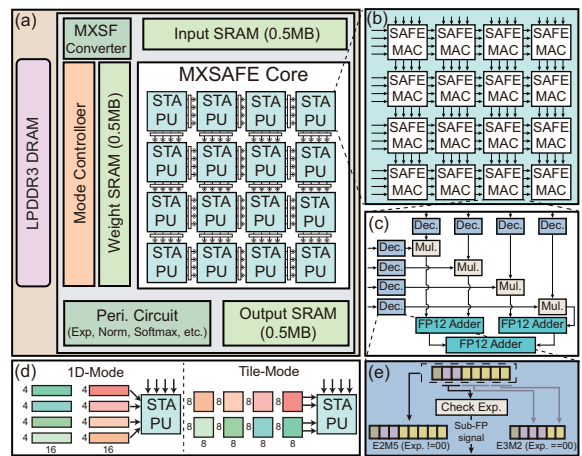 (a)
MXSF
Converter
Input SRAM (0.5MB)
LPDDR3 DRAM
Mode Controlloer
Weight SRAM (0.5MB)
MXSAFE Core
STA STA STA STA
PU PU PU PU
STA STA STA STA
PU PU PU PU
STA STA STA STA
PU PU PU PU
STA STA STA STA
PU PU PU PU
Peri. Circuit
(Exp, Norm, Softmax, etc.)
Output SRAM
(0.5MB)
(b)
SAFE SAFE SAFE SAFE
MAC MAC MAC MAC
SAFE SAFE SAFE SAFE
MAC MAC MAC MAC
SAFE SAFE SAFE SAFE
MAC MAC MAC MAC
SAFE SAFE SAFE SAFE
MAC MAC MAC MAC
(c)
Dec. Dec. Dec. Dec.
Dec. Mul.
Dec. Mul.
Dec. Mul.
Dec. Mul.
FP12 Adder FP12 Adder
FP12 Adder
(d)
1D-Mode
4 4
4 4
4 4
4 4
16 16
STA
PU
Tile-Mode
8 8 8 8
8 8 8 8
8 8 8 8
STA
PU
(e)
Check Exp.
Sub-FP
signal
E2M5 (Exp. !=00)
E3M2 (Exp. ==00)